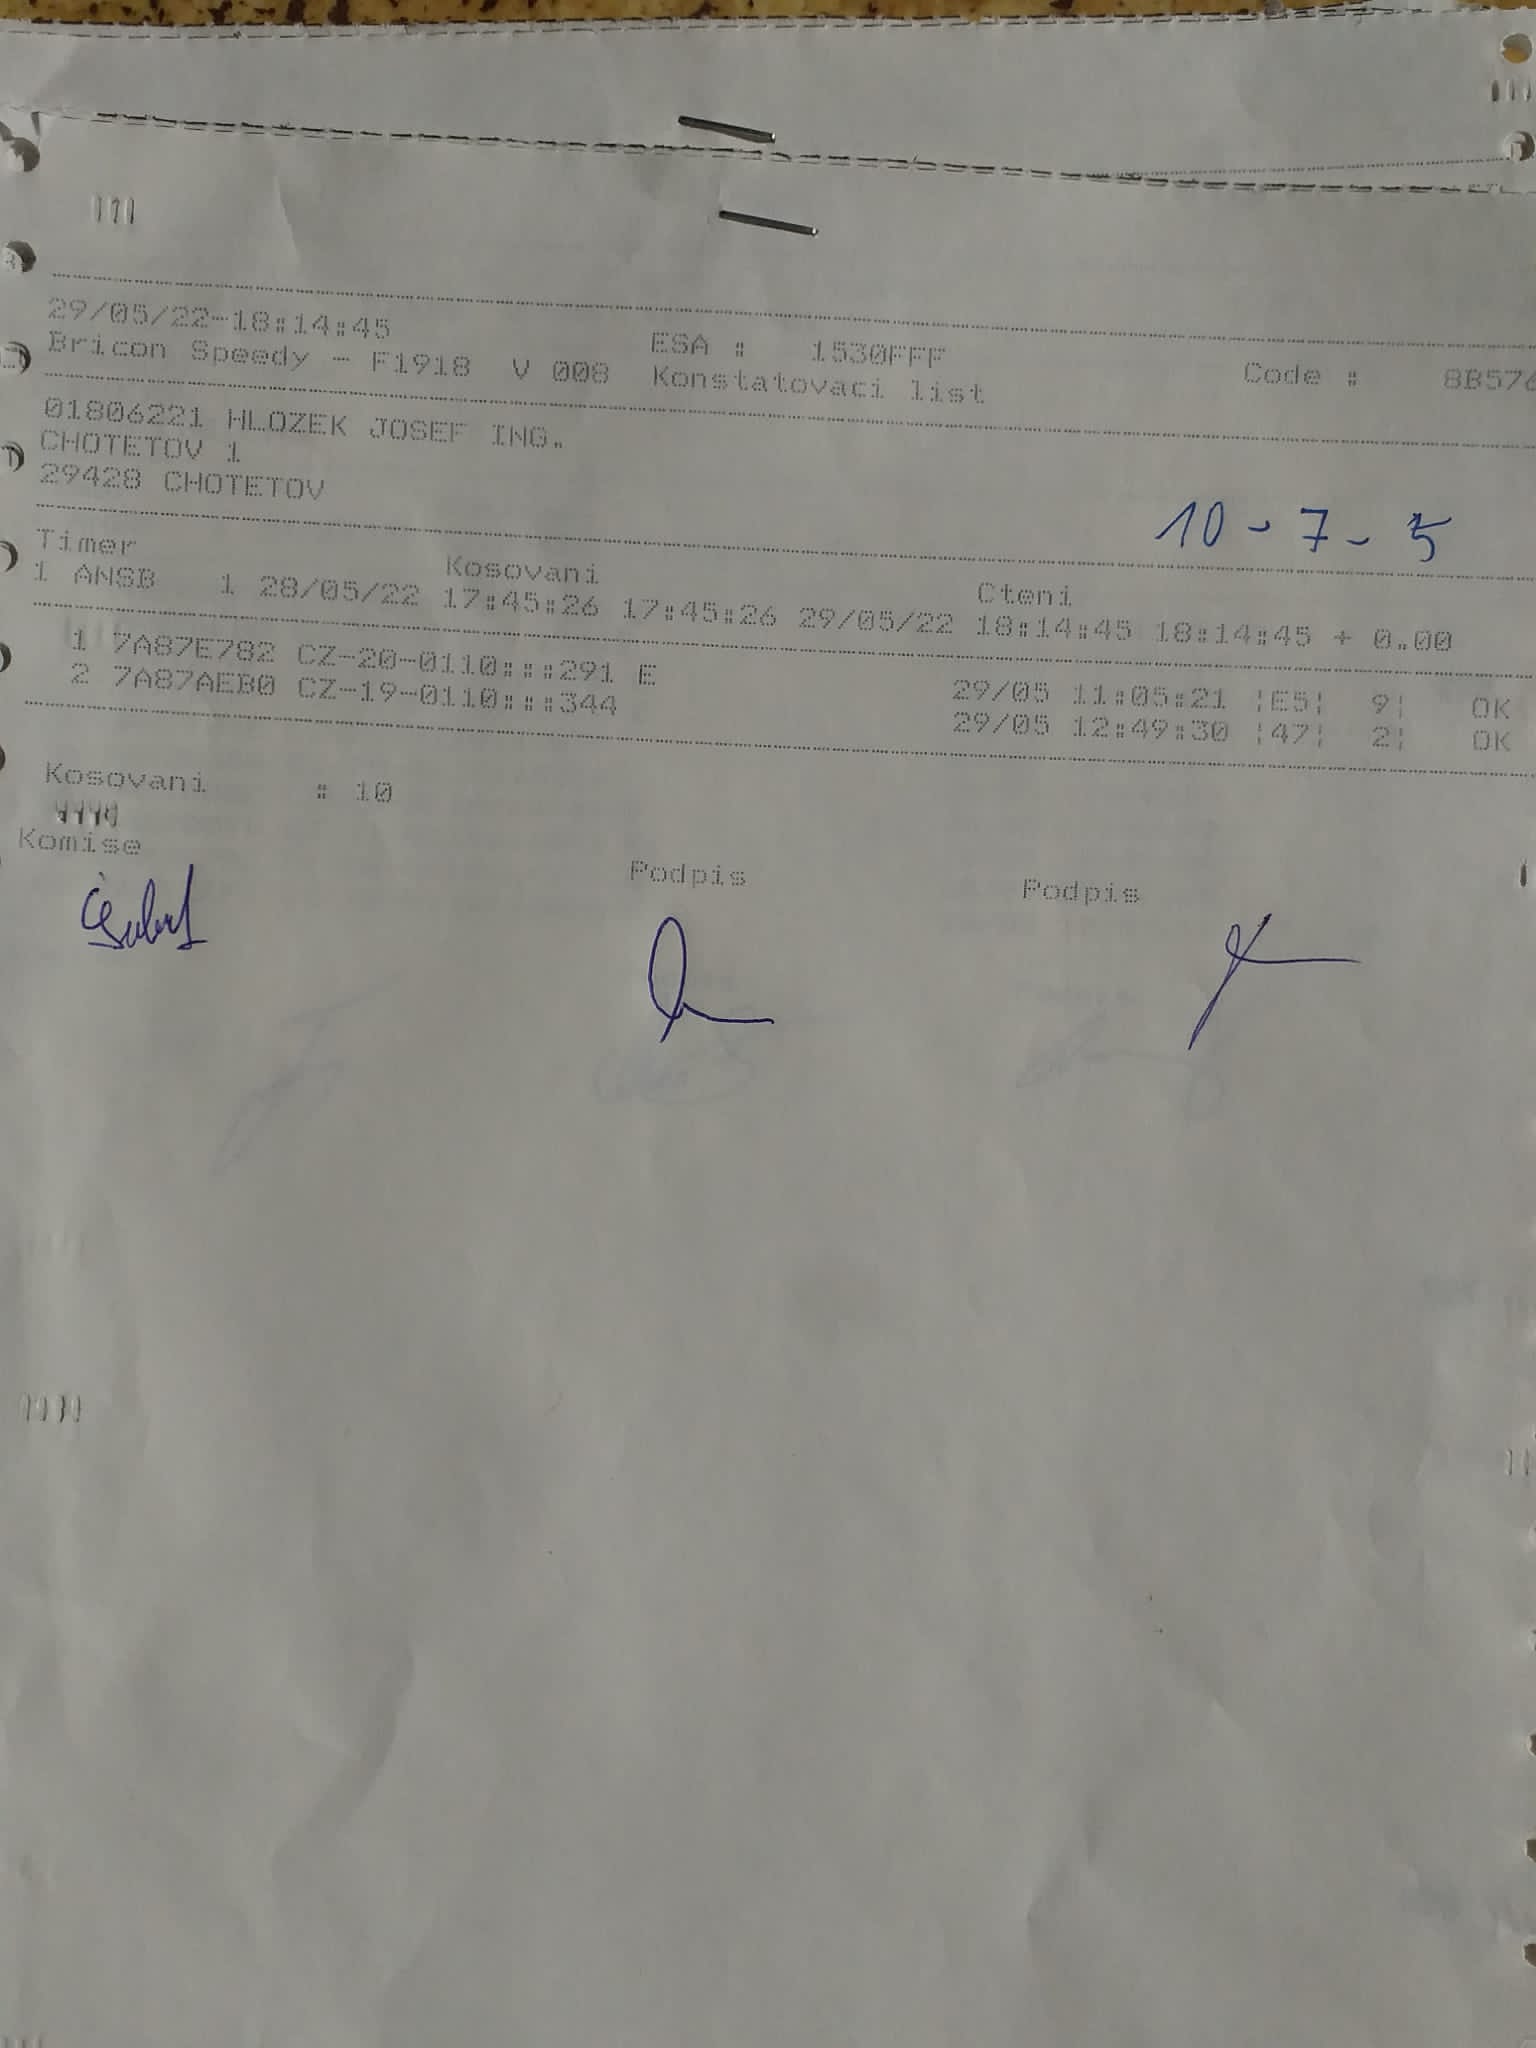 29/05/22-18:14:45 ESA : 1530FFF Code : 8B576
Bricon Speedy - F1918 V 008 Konstatovaci list
01806221 HLOZEK JOSEF ING.
CHOTETOV 1
29428 CHOTETOV
10 - 7 - 5
Timer Kosovani Cteni
1 ANSB 1 28/05/22 17:45:26 17:45:26 29/05/22 18:14:45 18:14:45 + 0.00
1 7A87E782 CZ-20-0110:::291 E 29/05 11:05:21 ¦E5¦ 9¦ OK
2 7A87AEB0 CZ-19-0110:::344 29/05 12:49:30 ¦47¦ 2¦ OK
Kosovani : 10
Komise Podpis Podpis